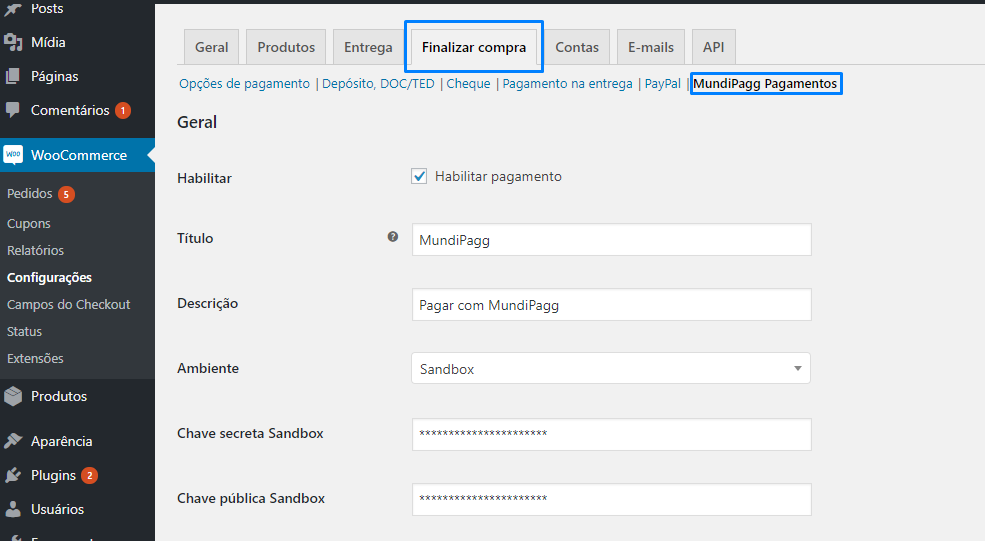 Posts
Mídia
Páginas
Comentários 1
WOO WooCommerce
Pedidos 5
Cupons
Relatórios
Configurações
Campos do Checkout
Status
Extensões
Produtos
Aparência
Plugins 2
Usuários
Geral Produtos Entrega Finalizar compra Contas E-mails API
Opções de pagamento | Depósito, DOC/TED | Cheque | Pagamento na entrega | PayPal | MundiPagg Pagamentos
Geral
Habilitar Habilitar pagamento
Título ? MundiPagg
Descrição Pagar com MundiPagg
Ambiente Sandbox
Chave secreta Sandbox **********************
Chave pública Sandbox **********************